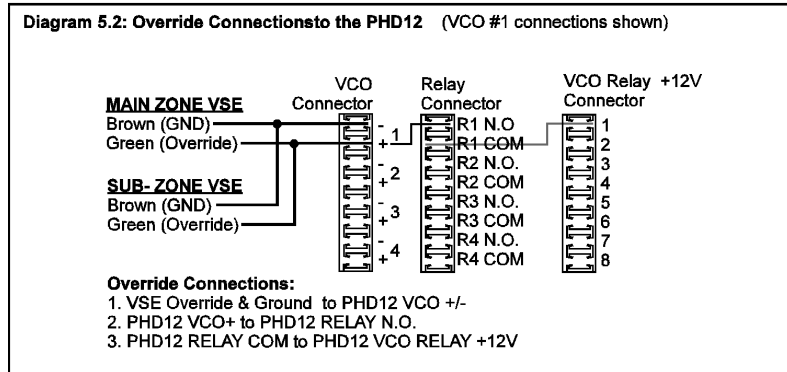 Diagram 5.2: Override Connectionsto the PHD12 (VCO #1 connections shown)
VCO Connector
Relay Connector
VCO Relay +12V Connector
MAIN ZONE VSE
Brown (GND)
Green (Override)
SUB- ZONE VSE
Brown (GND)
Green (Override)
- 1 +
- 2 +
- 3 +
- 4 +
R1 N.O
R1 COM
R2 N.O.
R2 COM
R3 N.O.
R3 COM
R4 N.O.
R4 COM
1
2
3
4
5
6
7
8
Override Connections:
1. VSE Override & Ground to PHD12 VCO +/-
2. PHD12 VCO+ to PHD12 RELAY N.O.
3. PHD12 RELAY COM to PHD12 VCO RELAY +12V